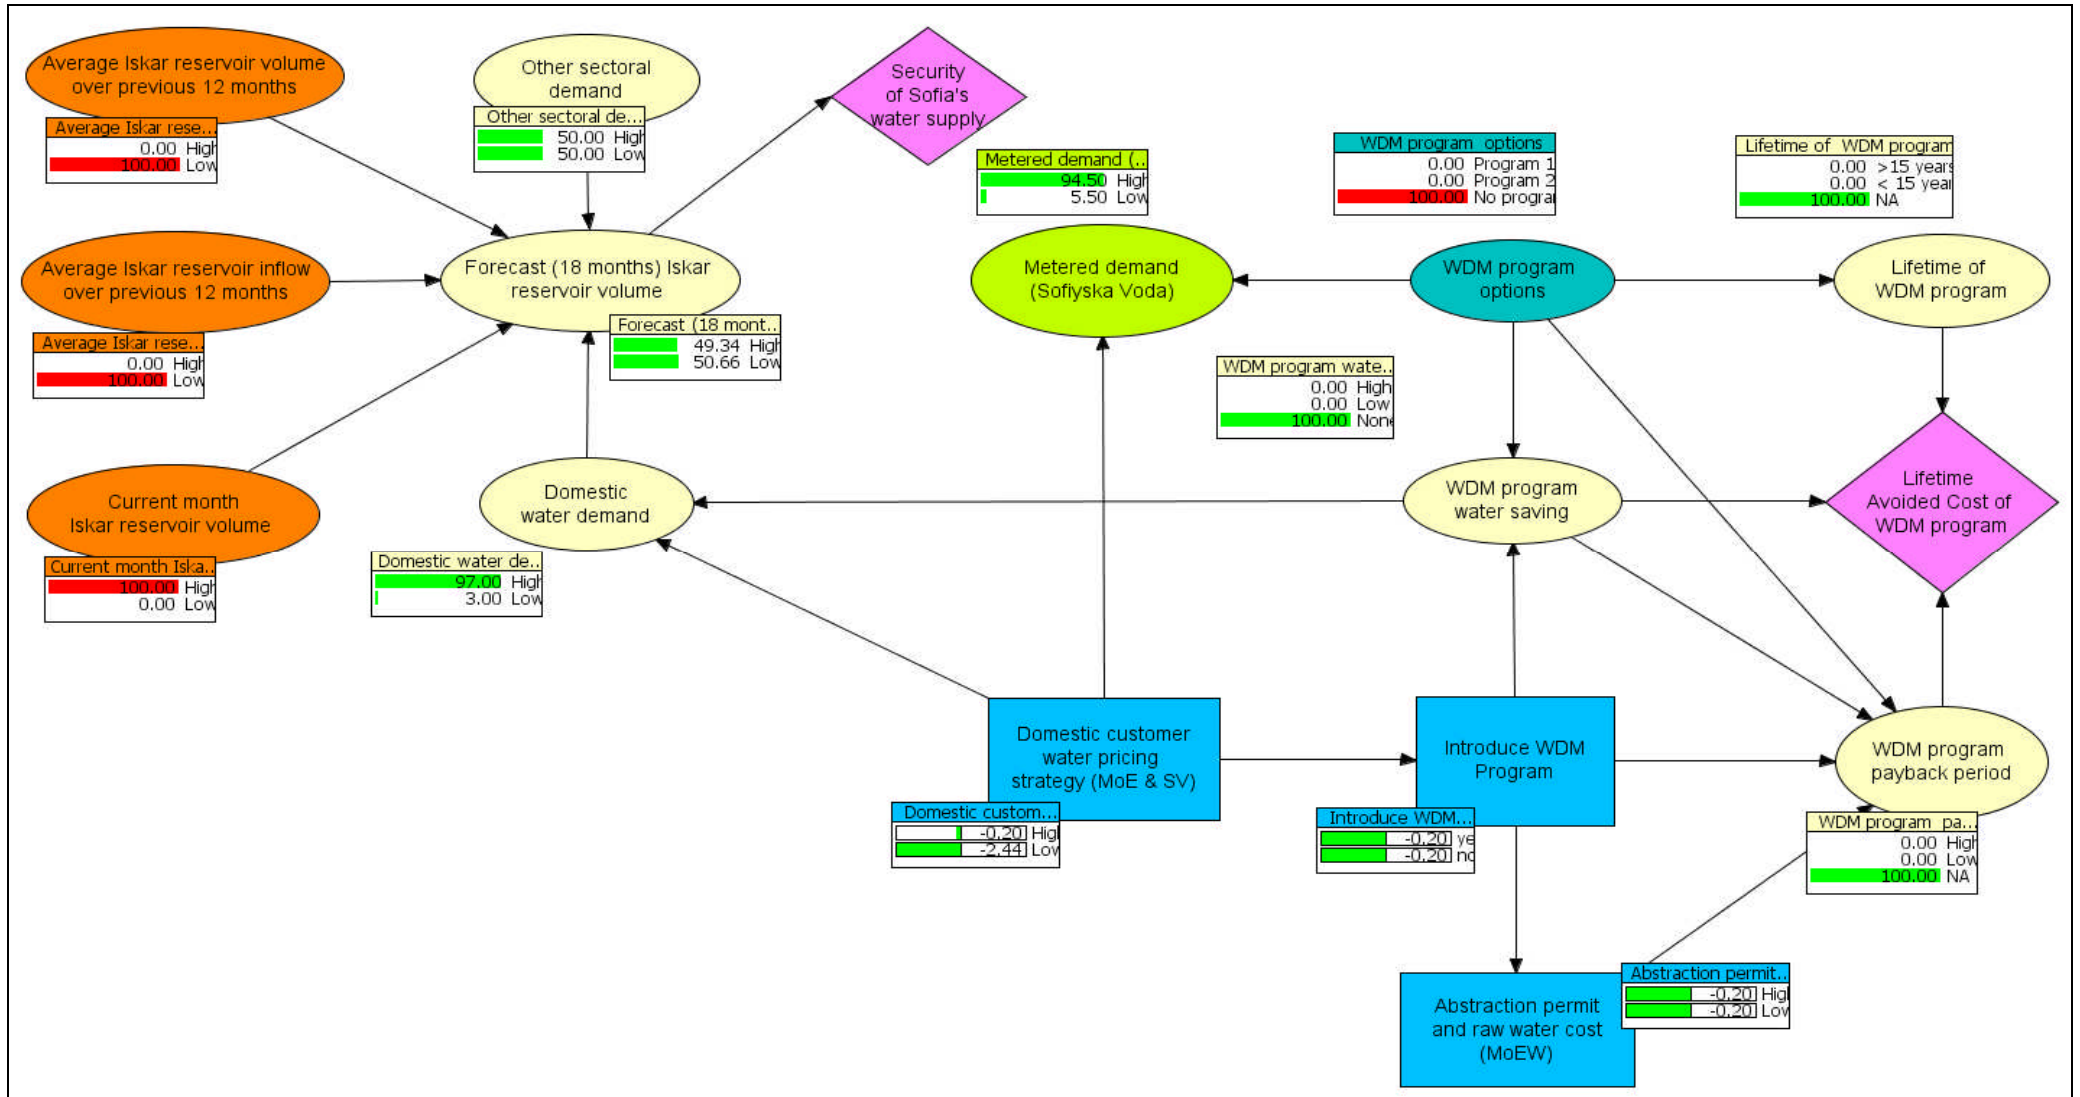 Average Iskar reservoir volume
over previous 12 months
Average Iskar rese...
0.00 High
100.00 Low
Other sectoral
demand
Other sectoral de...
50.00 High
50.00 Low
Security
of Sofia's
water supply
Metered demand (..
94.50 High
5.50 Low
WDM program options
0.00 Program 1
0.00 Program 2
100.00 No progra
Lifetime of WDM program
0.00 >15 years
0.00 < 15 year
100.00 NA
Average Iskar reservoir inflow
over previous 12 months
Average Iskar rese...
0.00 High
100.00 Low
Forecast (18 months) Iskar
reservoir volume
Forecast (18 mont..
49.34 High
50.66 Low
Metered demand
(Sofiyska Voda)
WDM program
options
Lifetime of
WDM program
WDM program wate..
0.00 High
0.00 Low
100.00 None
Current month
Iskar reservoir volume
Current month Iska..
100.00 High
0.00 Low
Domestic
water demand
Domestic water de..
97.00 High
3.00 Low
WDM program
water saving
Lifetime
Avoided Cost of
WDM program
Domestic customer
water pricing
strategy (MoE & SV)
Domestic custom...
-0.20 High
-2.44 Low
Introduce WDM
Program
Introduce WDM...
-0.20 ye
-0.20 no
WDM program
payback period
WDM program pa...
0.00 High
0.00 Low
100.00 NA
Abstraction permit
and raw water cost
(MoEW)
Abstraction permit..
-0.20 High
-0.20 Low